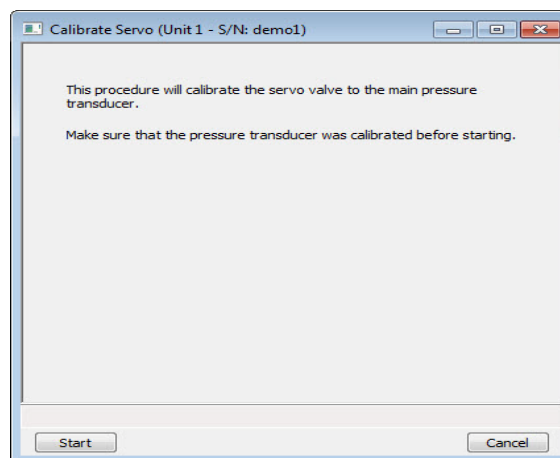 Calibrate Servo (Unit 1 - S/N: demo1)
This procedure will calibrate the servo valve to the main pressure
transducer.
Make sure that the pressure transducer was calibrated before starting.
Start
Cancel